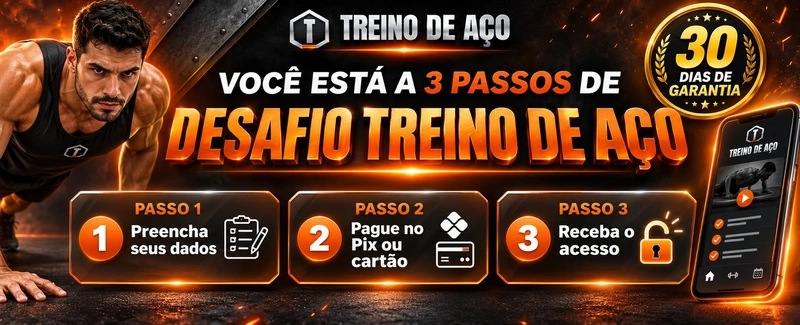 TREINO DE AÇO
VOCÊ ESTÁ A 3 PASSOS DE
DESAFIO TREINO DE AÇO
30
DIAS DE
GARANTIA
PASSO 1
1
Preencha
seus dados
PASSO 2
2
Pague no
Pix ou
cartão
PASSO 3
3
Receba o
acesso
T
TREINO DE AÇO